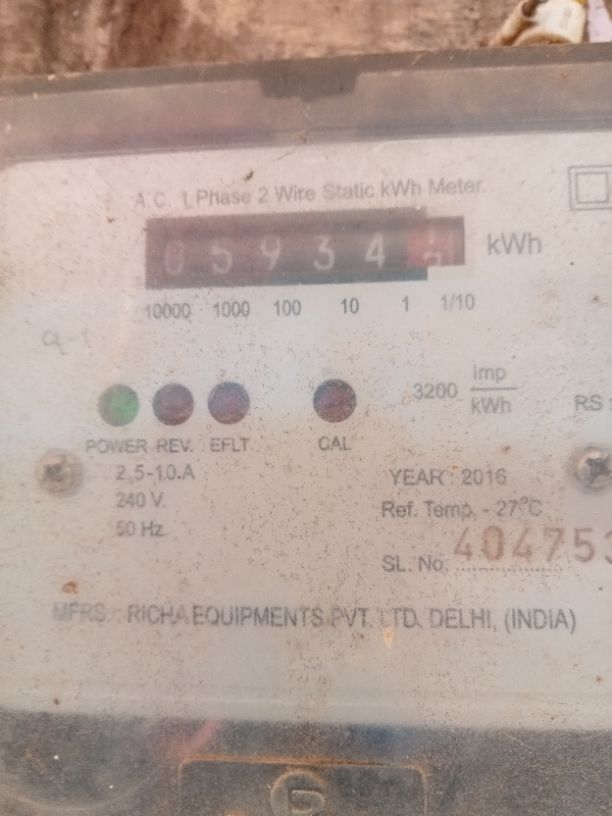 A.C. 1 Phase 2 Wire Static kWh Meter.
0 5 9 3 4 kWh
10000 1000 100 10 1 1/10
3200 imp/kWh
RS
POWER REV. EFLT CAL
2.5-10.A
240 V.
50 Hz.
YEAR : 2016
Ref. Temp. - 27°C
SL. No. 404753
MFRS. : RICHA EQUIPMENTS PVT. LTD. DELHI, (INDIA)